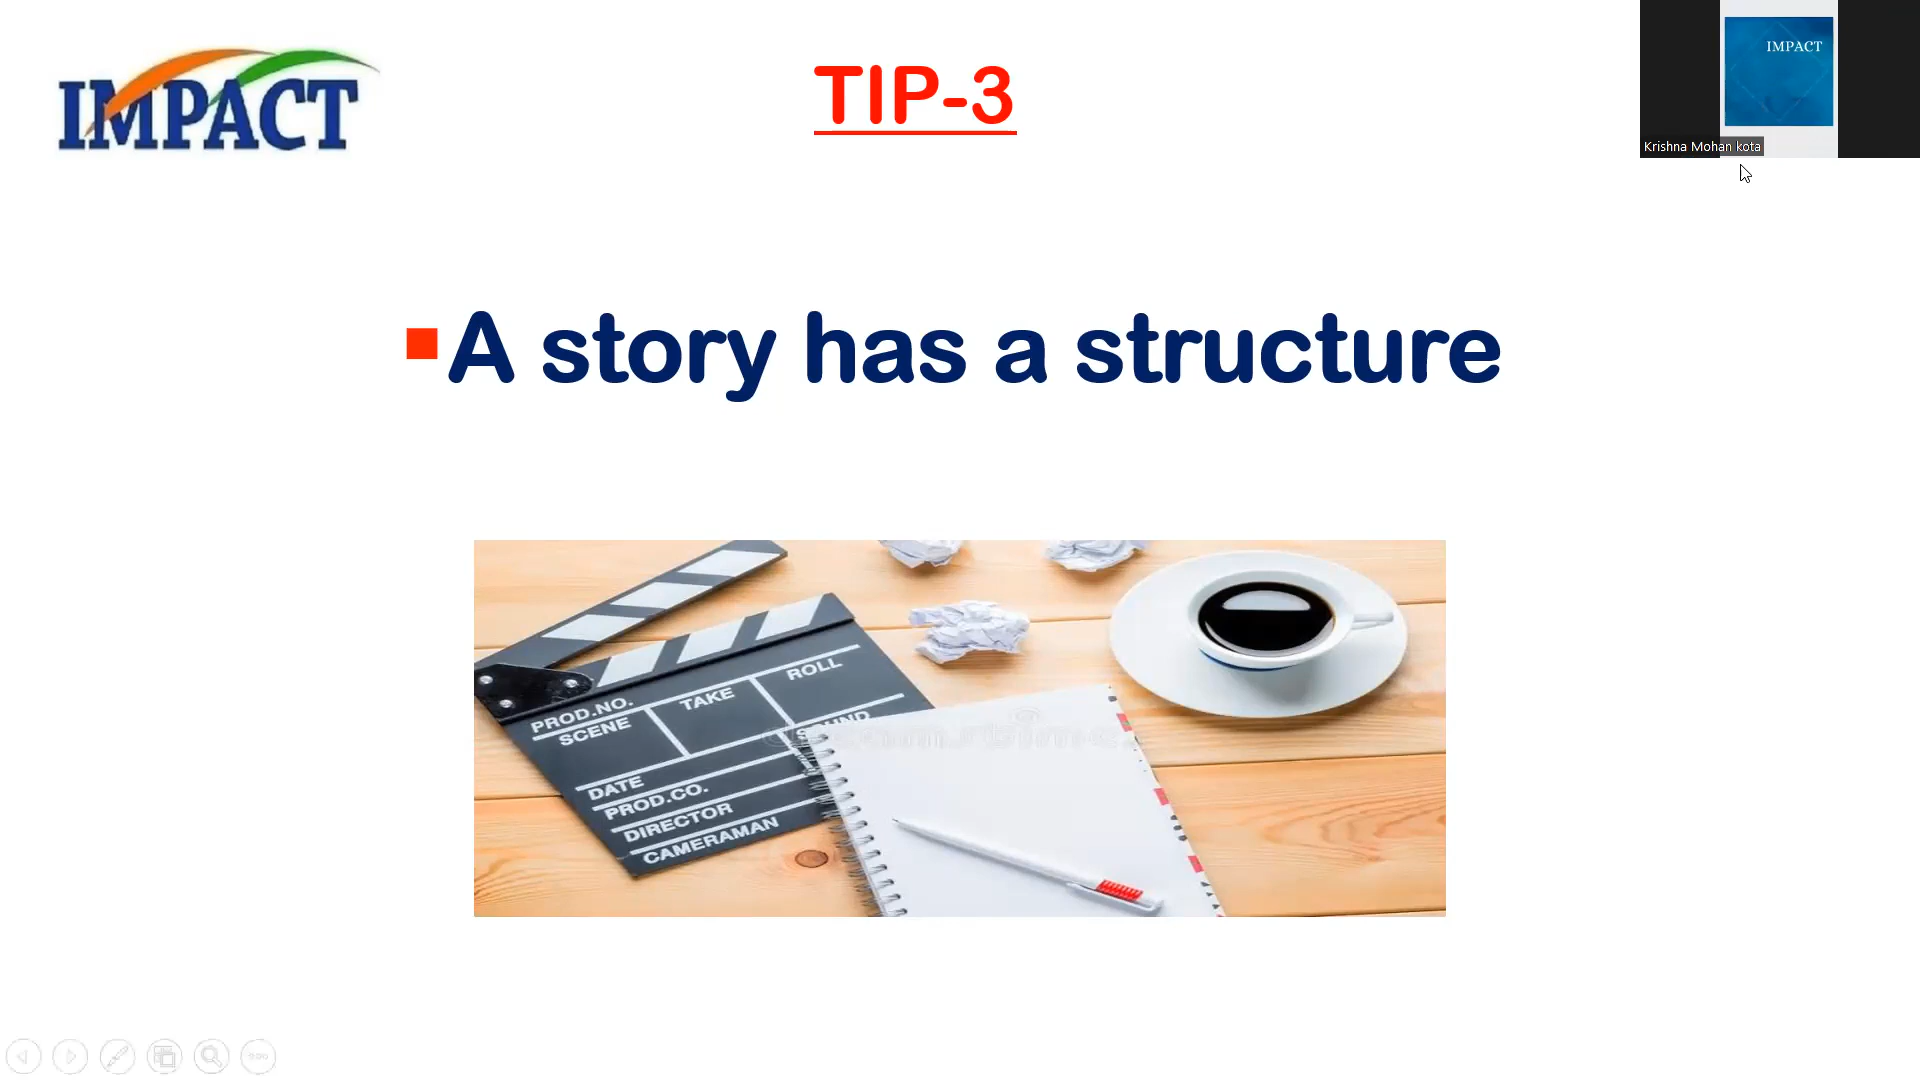 IMPACT
TIP-3
IMPACT
Krishna Mohan kota
▪A story has a structure
PROD.NO.
SCENE
TAKE
ROLL
SOUND
DATE
PROD.CO.
DIRECTOR
CAMERAMAN